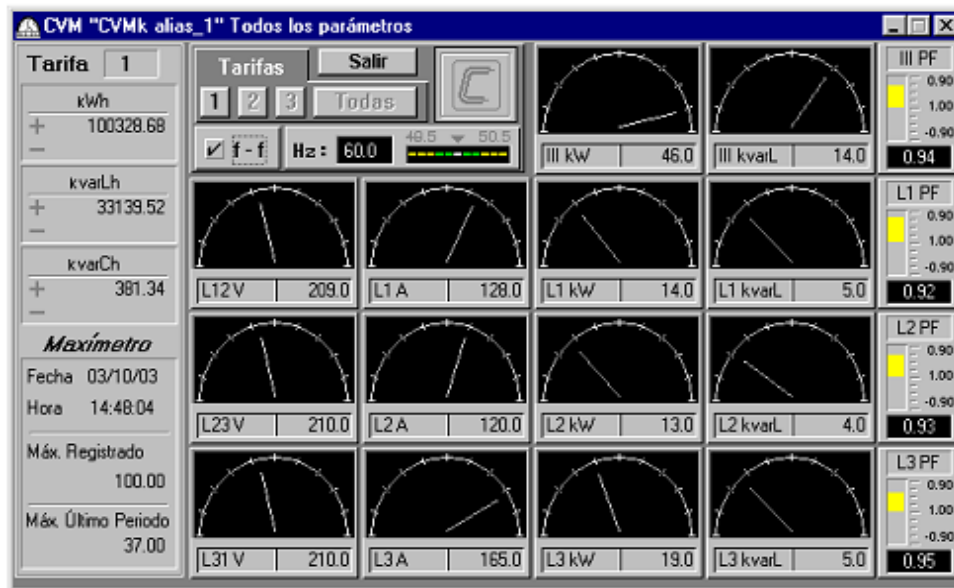 CVM "CVMk alias_1" Todos los parámetros
Tarifa 1
kWh
+ 100328.68
−
kvarLh
+ 33139.52
−
kvarCh
+ 381.34
−
Maxímetro
Fecha 03/10/03
Hora 14:48:04
Máx. Registrado
100.00
Máx. Último Periodo
37.00
Tarifas
Salir
1 2 3 Todas
f - f
Hz: 60.0
49.5 50.5
III kW 46.0
III kvarL 14.0
III PF
0.90
1.00
-0.90
0.94
L12 V 209.0
L1 A 128.0
L1 kW 14.0
L1 kvarL 5.0
L1 PF
0.90
1.00
-0.90
0.92
L23 V 210.0
L2 A 120.0
L2 kW 13.0
L2 kvarL 4.0
L2 PF
0.90
1.00
-0.90
0.93
L31 V 210.0
L3 A 165.0
L3 kW 19.0
L3 kvarL 5.0
L3 PF
0.90
1.00
-0.90
0.95